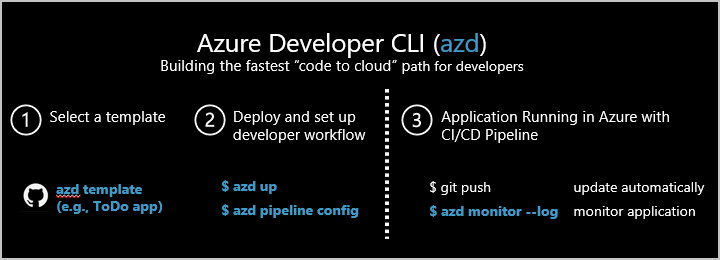 Azure Developer CLI (azd)
Building the fastest “code to cloud” path for developers
1 Select a template
2 Deploy and set up
developer workflow
3 Application Running in Azure with
CI/CD Pipeline
azd template
(e.g., ToDo app)
$ azd up
$ azd pipeline config
$ git push update automatically
$ azd monitor --log monitor application